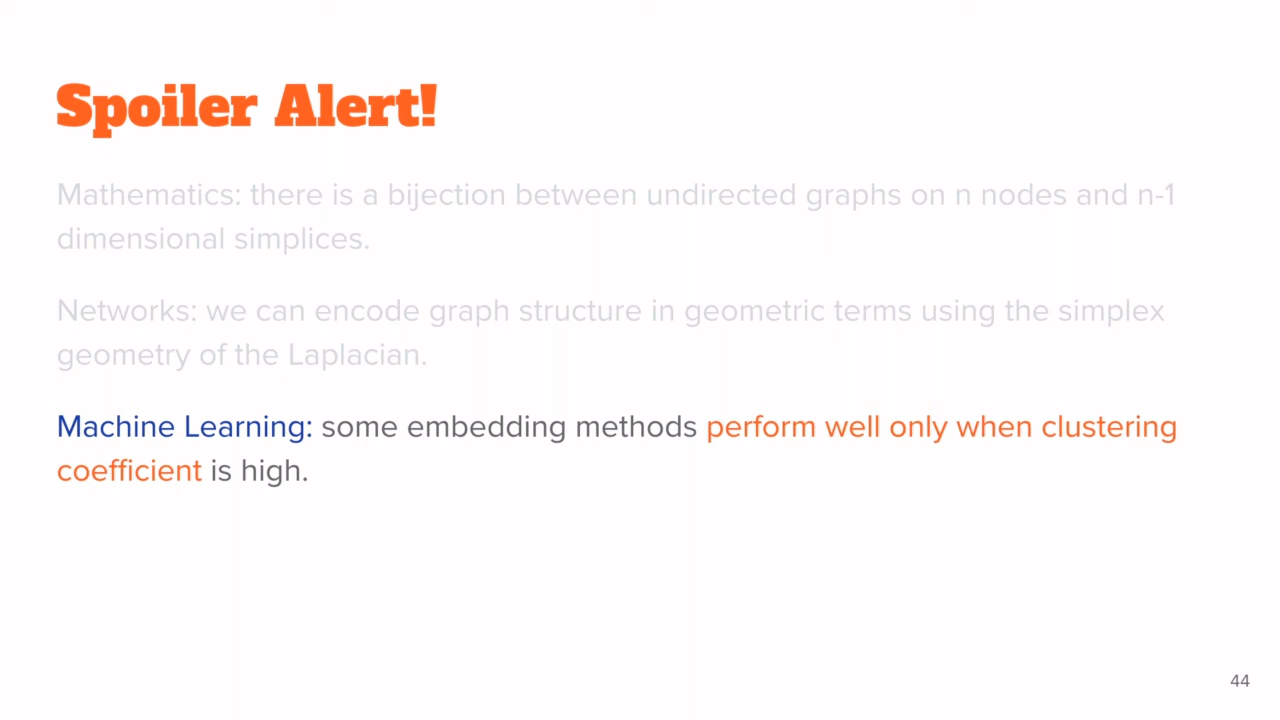 Spoiler Alert!
Mathematics: there is a bijection between undirected graphs on n nodes and n-1
dimensional simplices.
Networks: we can encode graph structure in geometric terms using the simplex
geometry of the Laplacian.
Machine Learning: some embedding methods perform well only when clustering
coefficient is high.
44